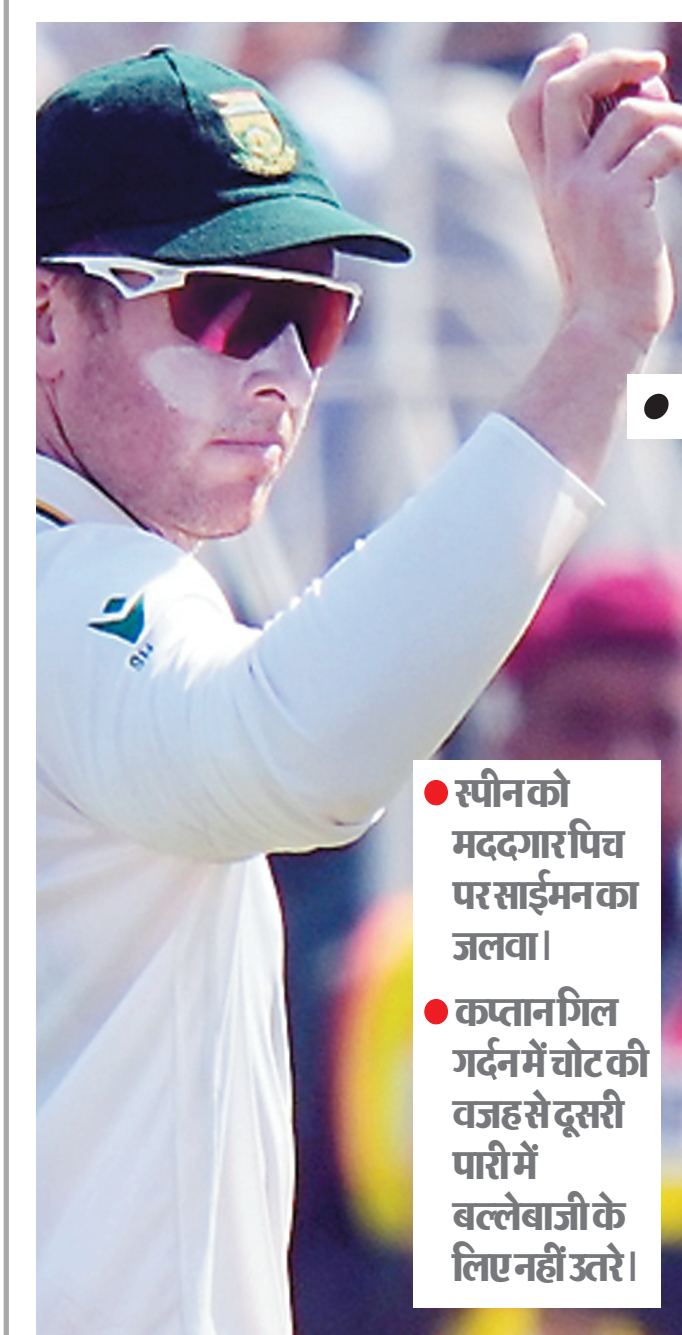 स्पीन को
मददगार पिच
पर साईमन का
जलवा।
कप्तान गिल
गर्दन में चोट की
वजह से दूसरी
पारी में
बल्लेबाजी के
लिए नहीं उतरे।